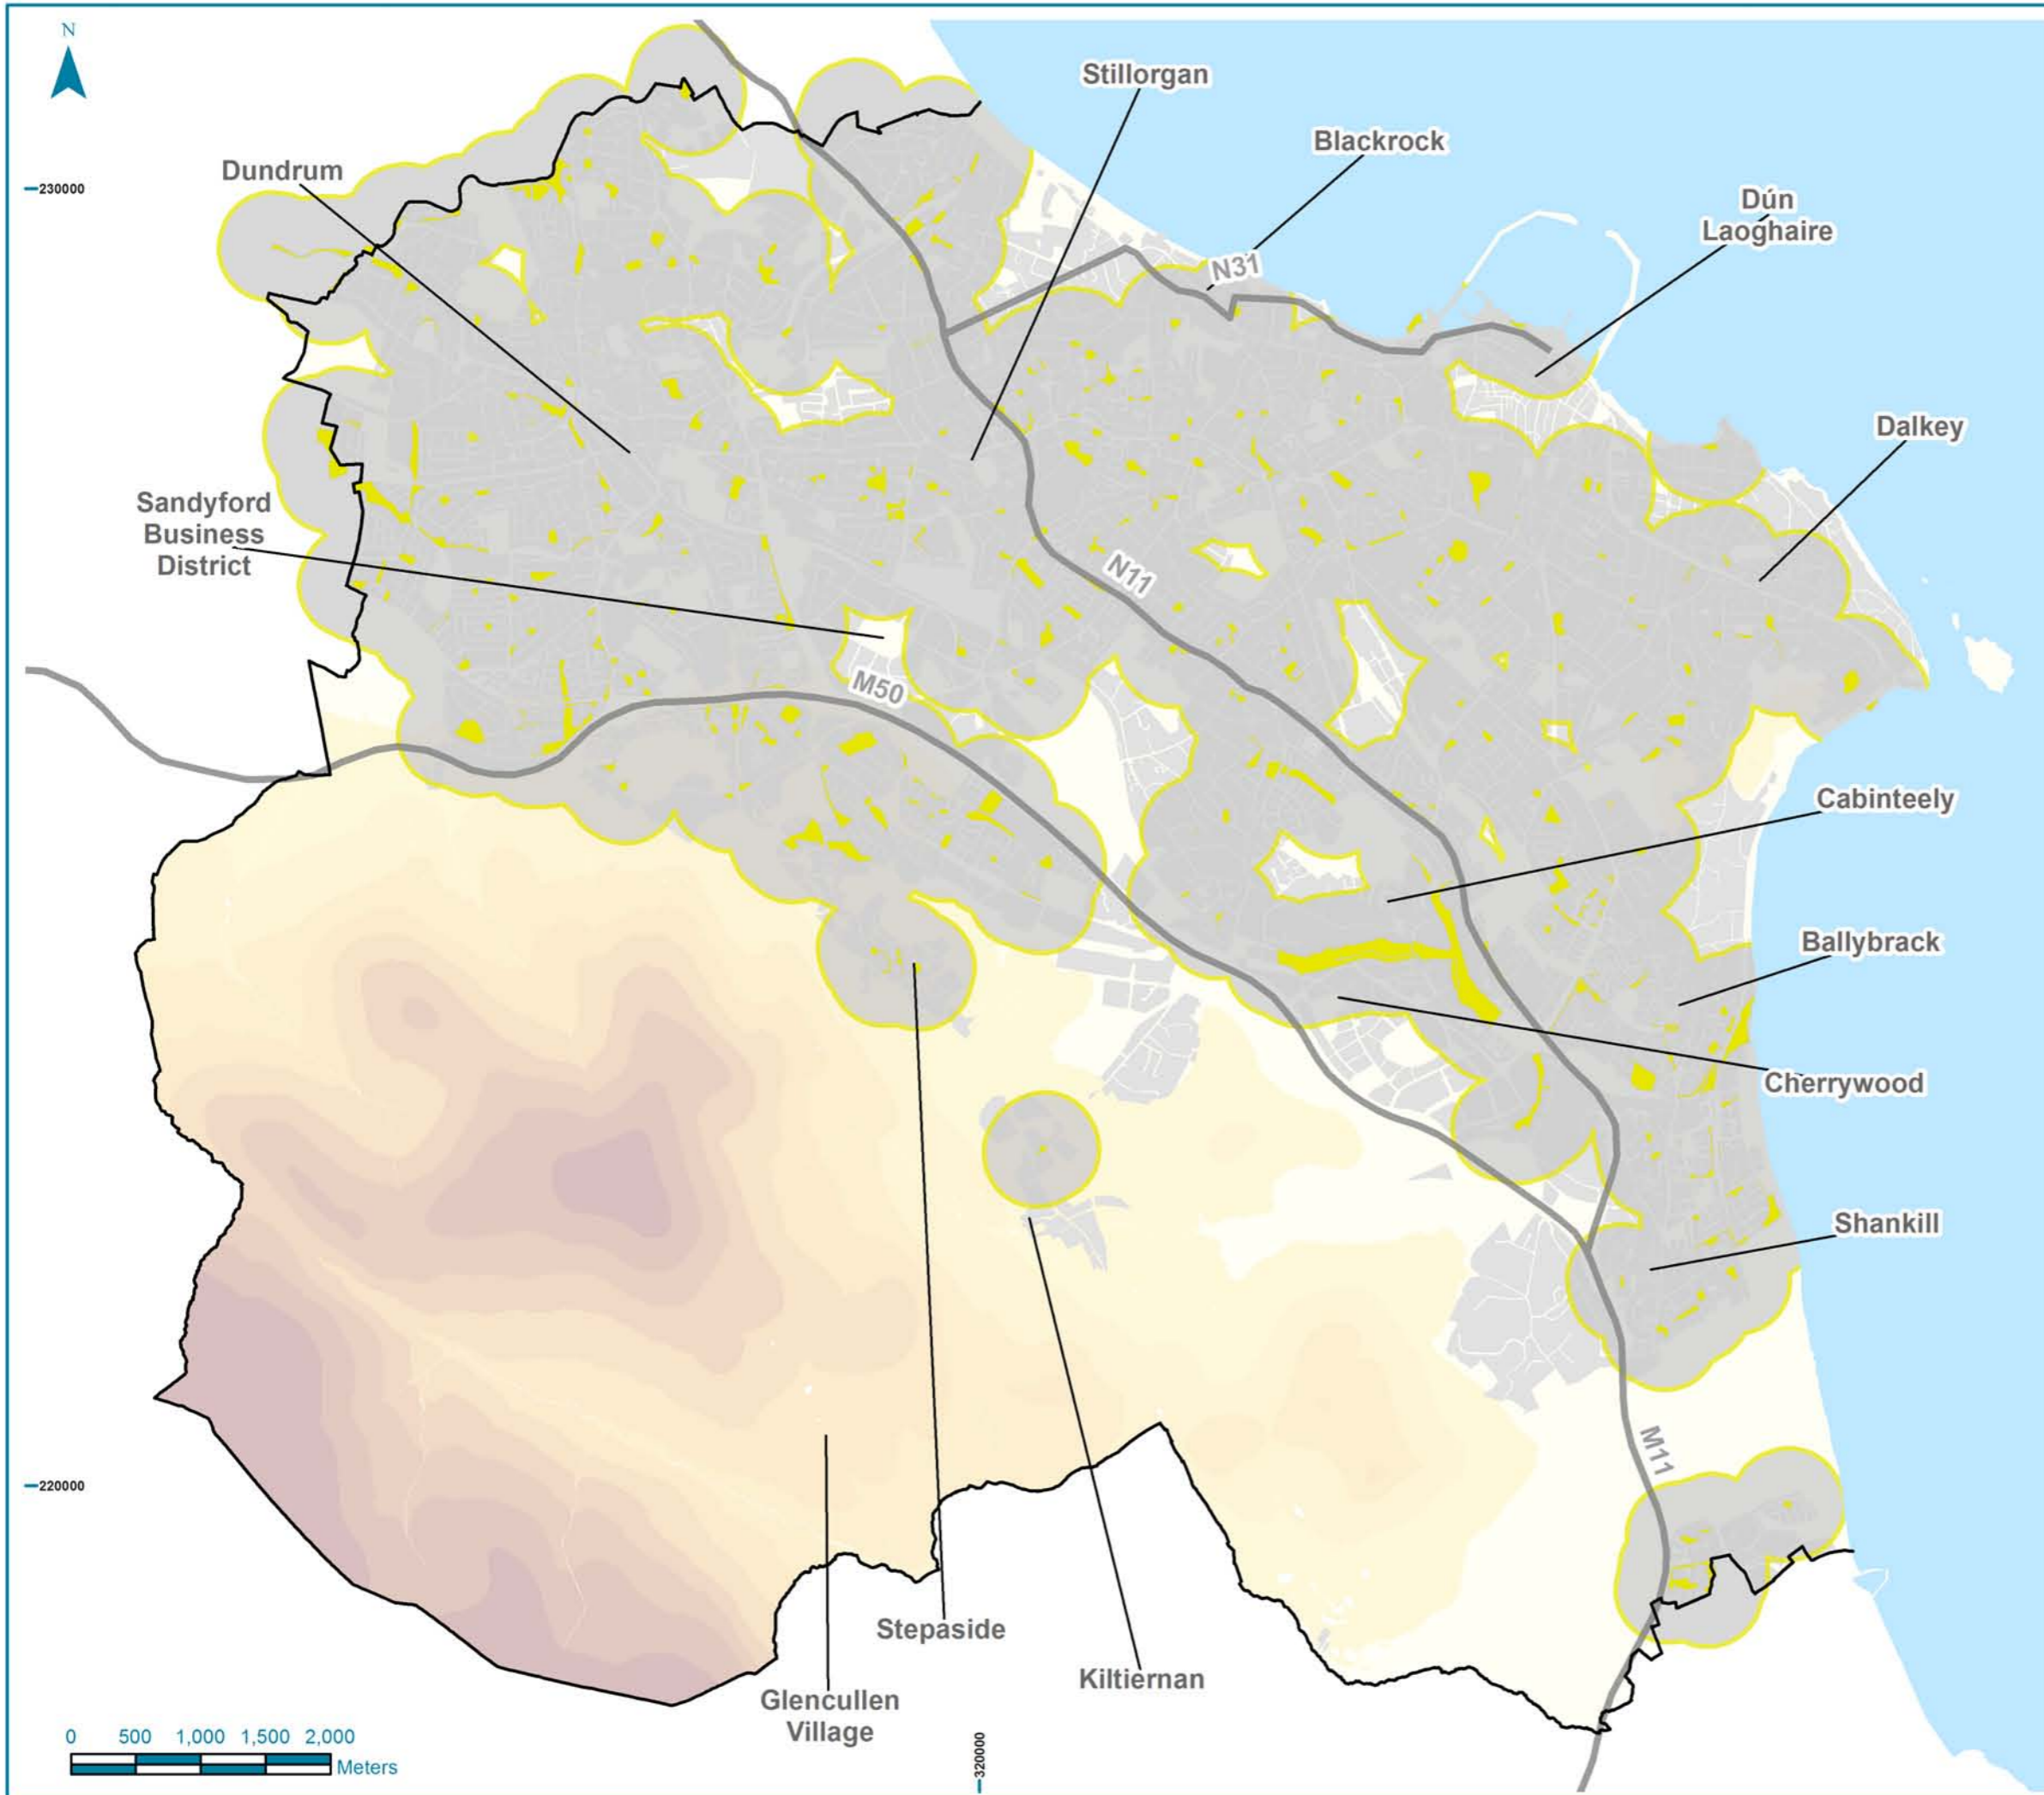 N
Stillorgan
Blackrock
Dundrum
230000
Dún
Laoghaire
N31
Dalkey
Sandyford
Business
District
N11
M50
Cabinteely
Ballybrack
Cherrywood
Shankill
M11
220000
Stepaside
Kiltiernan
Glencullen
Village
0 500 1,000 1,500 2,000
Meters
320000